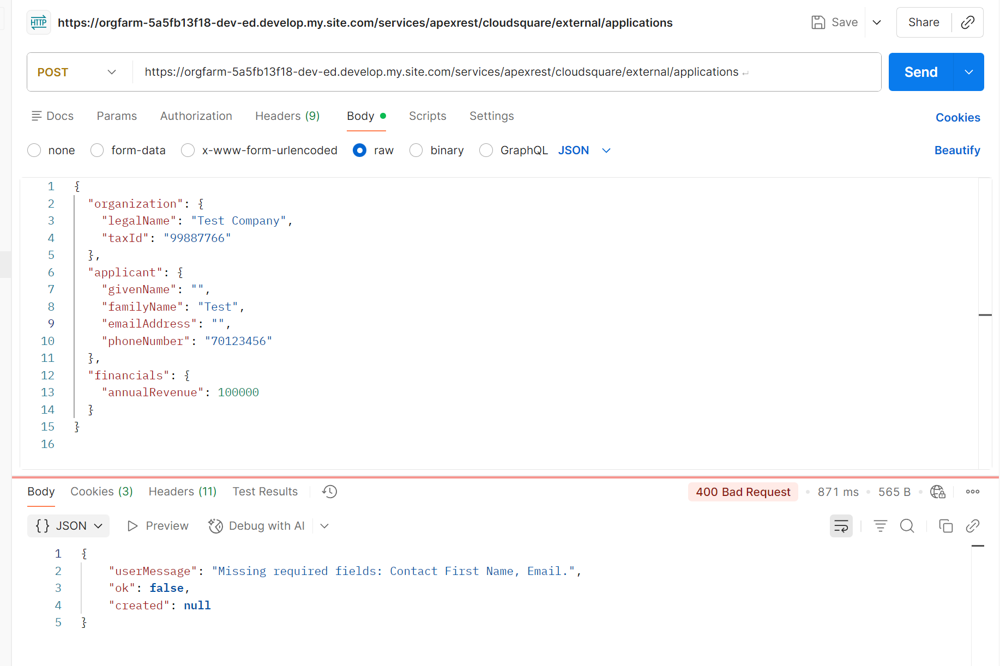 HTTP https://orgfarm-5a5fb13f18-dev-ed.develop.my.site.com/services/apexrest/cloudsquare/external/applications Save Share
POST https://orgfarm-5a5fb13f18-dev-ed.develop.my.site.com/services/apexrest/cloudsquare/external/applications Send
Docs Params Authorization Headers (9) Body Scripts Settings Cookies
none form-data x-www-form-urlencoded raw binary GraphQL JSON Beautify
1 {
2 "organization": {
3 "legalName": "Test Company",
4 "taxId": "99887766"
5 },
6 "applicant": {
7 "givenName": "",
8 "familyName": "Test",
9 "emailAddress": "",
10 "phoneNumber": "70123456"
11 },
12 "financials": {
13 "annualRevenue": 100000
14 }
15 }
16
Body Cookies (3) Headers (11) Test Results 400 Bad Request • 871 ms • 565 B •
{} JSON Preview Debug with AI
1 {
2 "userMessage": "Missing required fields: Contact First Name, Email.",
3 "ok": false,
4 "created": null
5 }